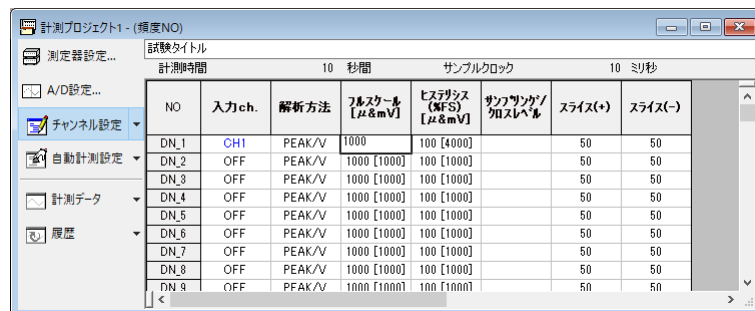 計測プロジェクト1 - (頻度NO)
測定器設定...
A/D設定...
チャンネル設定
自動計測設定
計測データ
履歴
試験タイトル
計測時間 10 秒間 サンプルクロック 10 ミリ秒
NO 入力ch. 解析方法 フルスケール [μ&mV] ヒステリシス (%FS) [μ&mV] サンプリング/クロスレベル スライス(+) スライス(-)
DN_1 CH1 PEAK/V 1000 100 [4000] 50 50
DN_2 OFF PEAK/V 1000 [1000] 100 [1000] 50 50
DN_3 OFF PEAK/V 1000 [1000] 100 [1000] 50 50
DN_4 OFF PEAK/V 1000 [1000] 100 [1000] 50 50
DN_5 OFF PEAK/V 1000 [1000] 100 [1000] 50 50
DN_6 OFF PEAK/V 1000 [1000] 100 [1000] 50 50
DN_7 OFF PEAK/V 1000 [1000] 100 [1000] 50 50
DN_8 OFF PEAK/V 1000 [1000] 100 [1000] 50 50
DN_9 OFF PEAK/V 1000 [1000] 100 [1000] 50 50